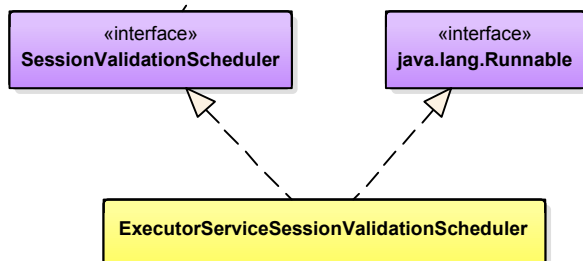 «interface»
SessionValidationScheduler
«interface»
java.lang.Runnable
ExecutorServiceSessionValidationScheduler